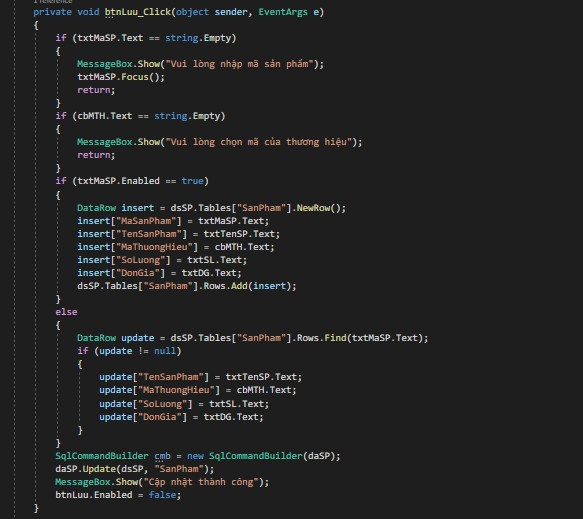 1 reference
private void btnLuu_Click(object sender, EventArgs e)
{
if (txtMaSP.Text == string.Empty)
{
MessageBox.Show("Vui lòng nhập mã sản phẩm");
txtMaSP.Focus();
return;
}
if (cbMTH.Text == string.Empty)
{
MessageBox.Show("Vui lòng chọn mã của thương hiệu");
return;
}
if (txtMaSP.Enabled == true)
{
DataRow insert = dsSP.Tables["SanPham"].NewRow();
insert["MaSanPham"] = txtMaSP.Text;
insert["TenSanPham"] = txtTenSP.Text;
insert["MaThuongHieu"] = cbMTH.Text;
insert["SoLuong"] = txtSL.Text;
insert["DonGia"] = txtDG.Text;
dsSP.Tables["SanPham"].Rows.Add(insert);
}
else
{
DataRow update = dsSP.Tables["SanPham"].Rows.Find(txtMaSP.Text);
if (update != null)
{
update["TenSanPham"] = txtTenSP.Text;
update["MaThuongHieu"] = cbMTH.Text;
update["SoLuong"] = txtSL.Text;
update["DonGia"] = txtDG.Text;
}
}
SqlCommandBuilder cmb = new SqlCommandBuilder(daSP);
daSP.Update(dsSP, "SanPham");
MessageBox.Show("Cập nhật thành công");
btnLuu.Enabled = false;
}